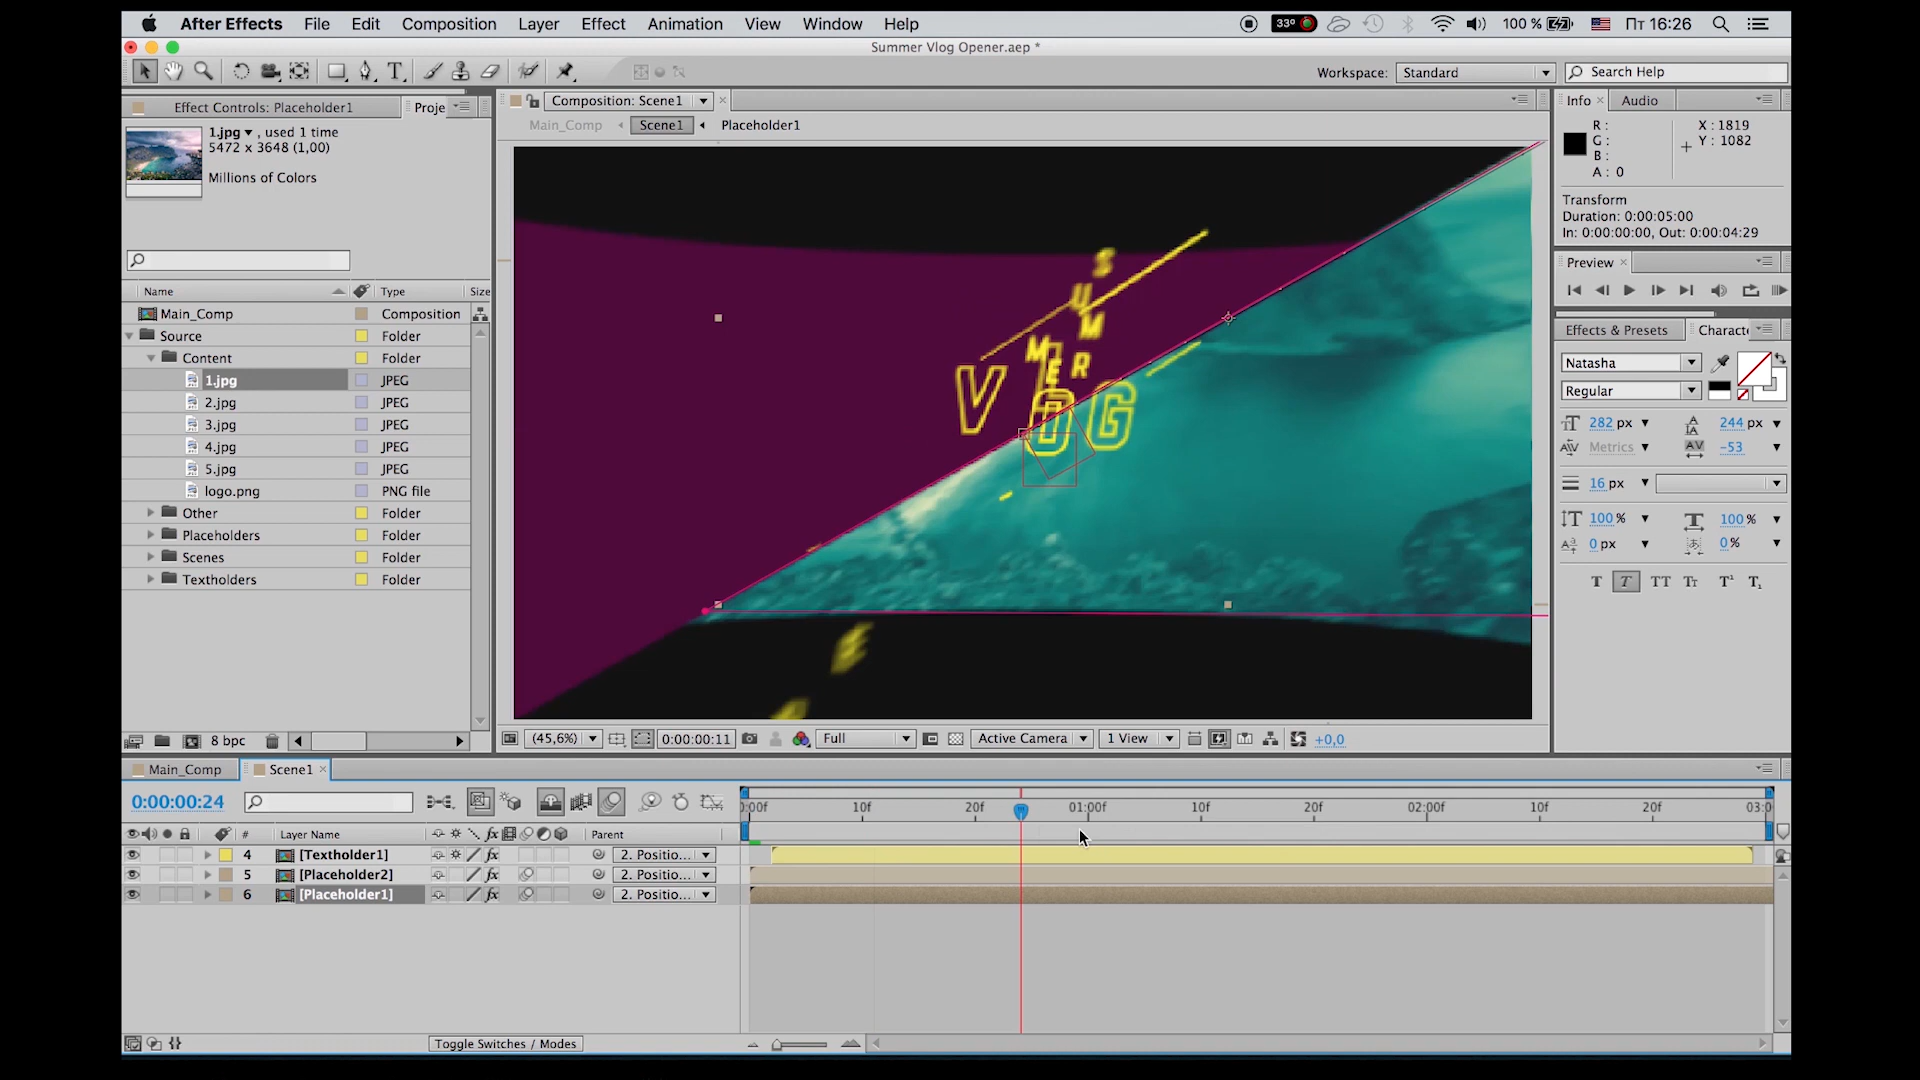 After Effects File Edit Composition Layer Effect Animation View Window Help 33° 100 % Пт 16:26
Summer Vlog Opener.aep *
Workspace: Standard Search Help
Effect Controls: Placeholder1 Proje
1.jpg , used 1 time
5472 x 3648 (1,00)
Millions of Colors
Name Type Size
Main_Comp Composition
Source Folder
Content Folder
1.jpg JPEG
2.jpg JPEG
3.jpg JPEG
4.jpg JPEG
5.jpg JPEG
logo.png PNG file
Other Folder
Placeholders Folder
Scenes Folder
Textholders Folder
8 bpc
Composition: Scene1
Main_Comp Scene1 Placeholder1
S
U
M
M E R
V O G
E
(45,6%) 0:00:00:11 Full Active Camera 1 View +0,0
Info Audio
R :
G :
B :
A : 0
X : 1819
Y : 1082
Transform
Duration: 0:00:05:00
In: 0:00:00:00, Out: 0:00:04:29
Preview
Effects & Presets Characte
Natasha
Regular
282 px 244 px
Metrics -53
16 px
100 % 100 %
0 px 0 %
T T TT Tt T¹ T₁
Main_Comp Scene1
0:00:00:24
0:00f 10f 20f 01:00f 10f 20f 02:00f 10f 20f 03:0
# Layer Name fx Parent
4 [Textholder1] fx 2. Positio...
5 [Placeholder2] fx 2. Positio...
6 [Placeholder1] fx 2. Positio...
Toggle Switches / Modes